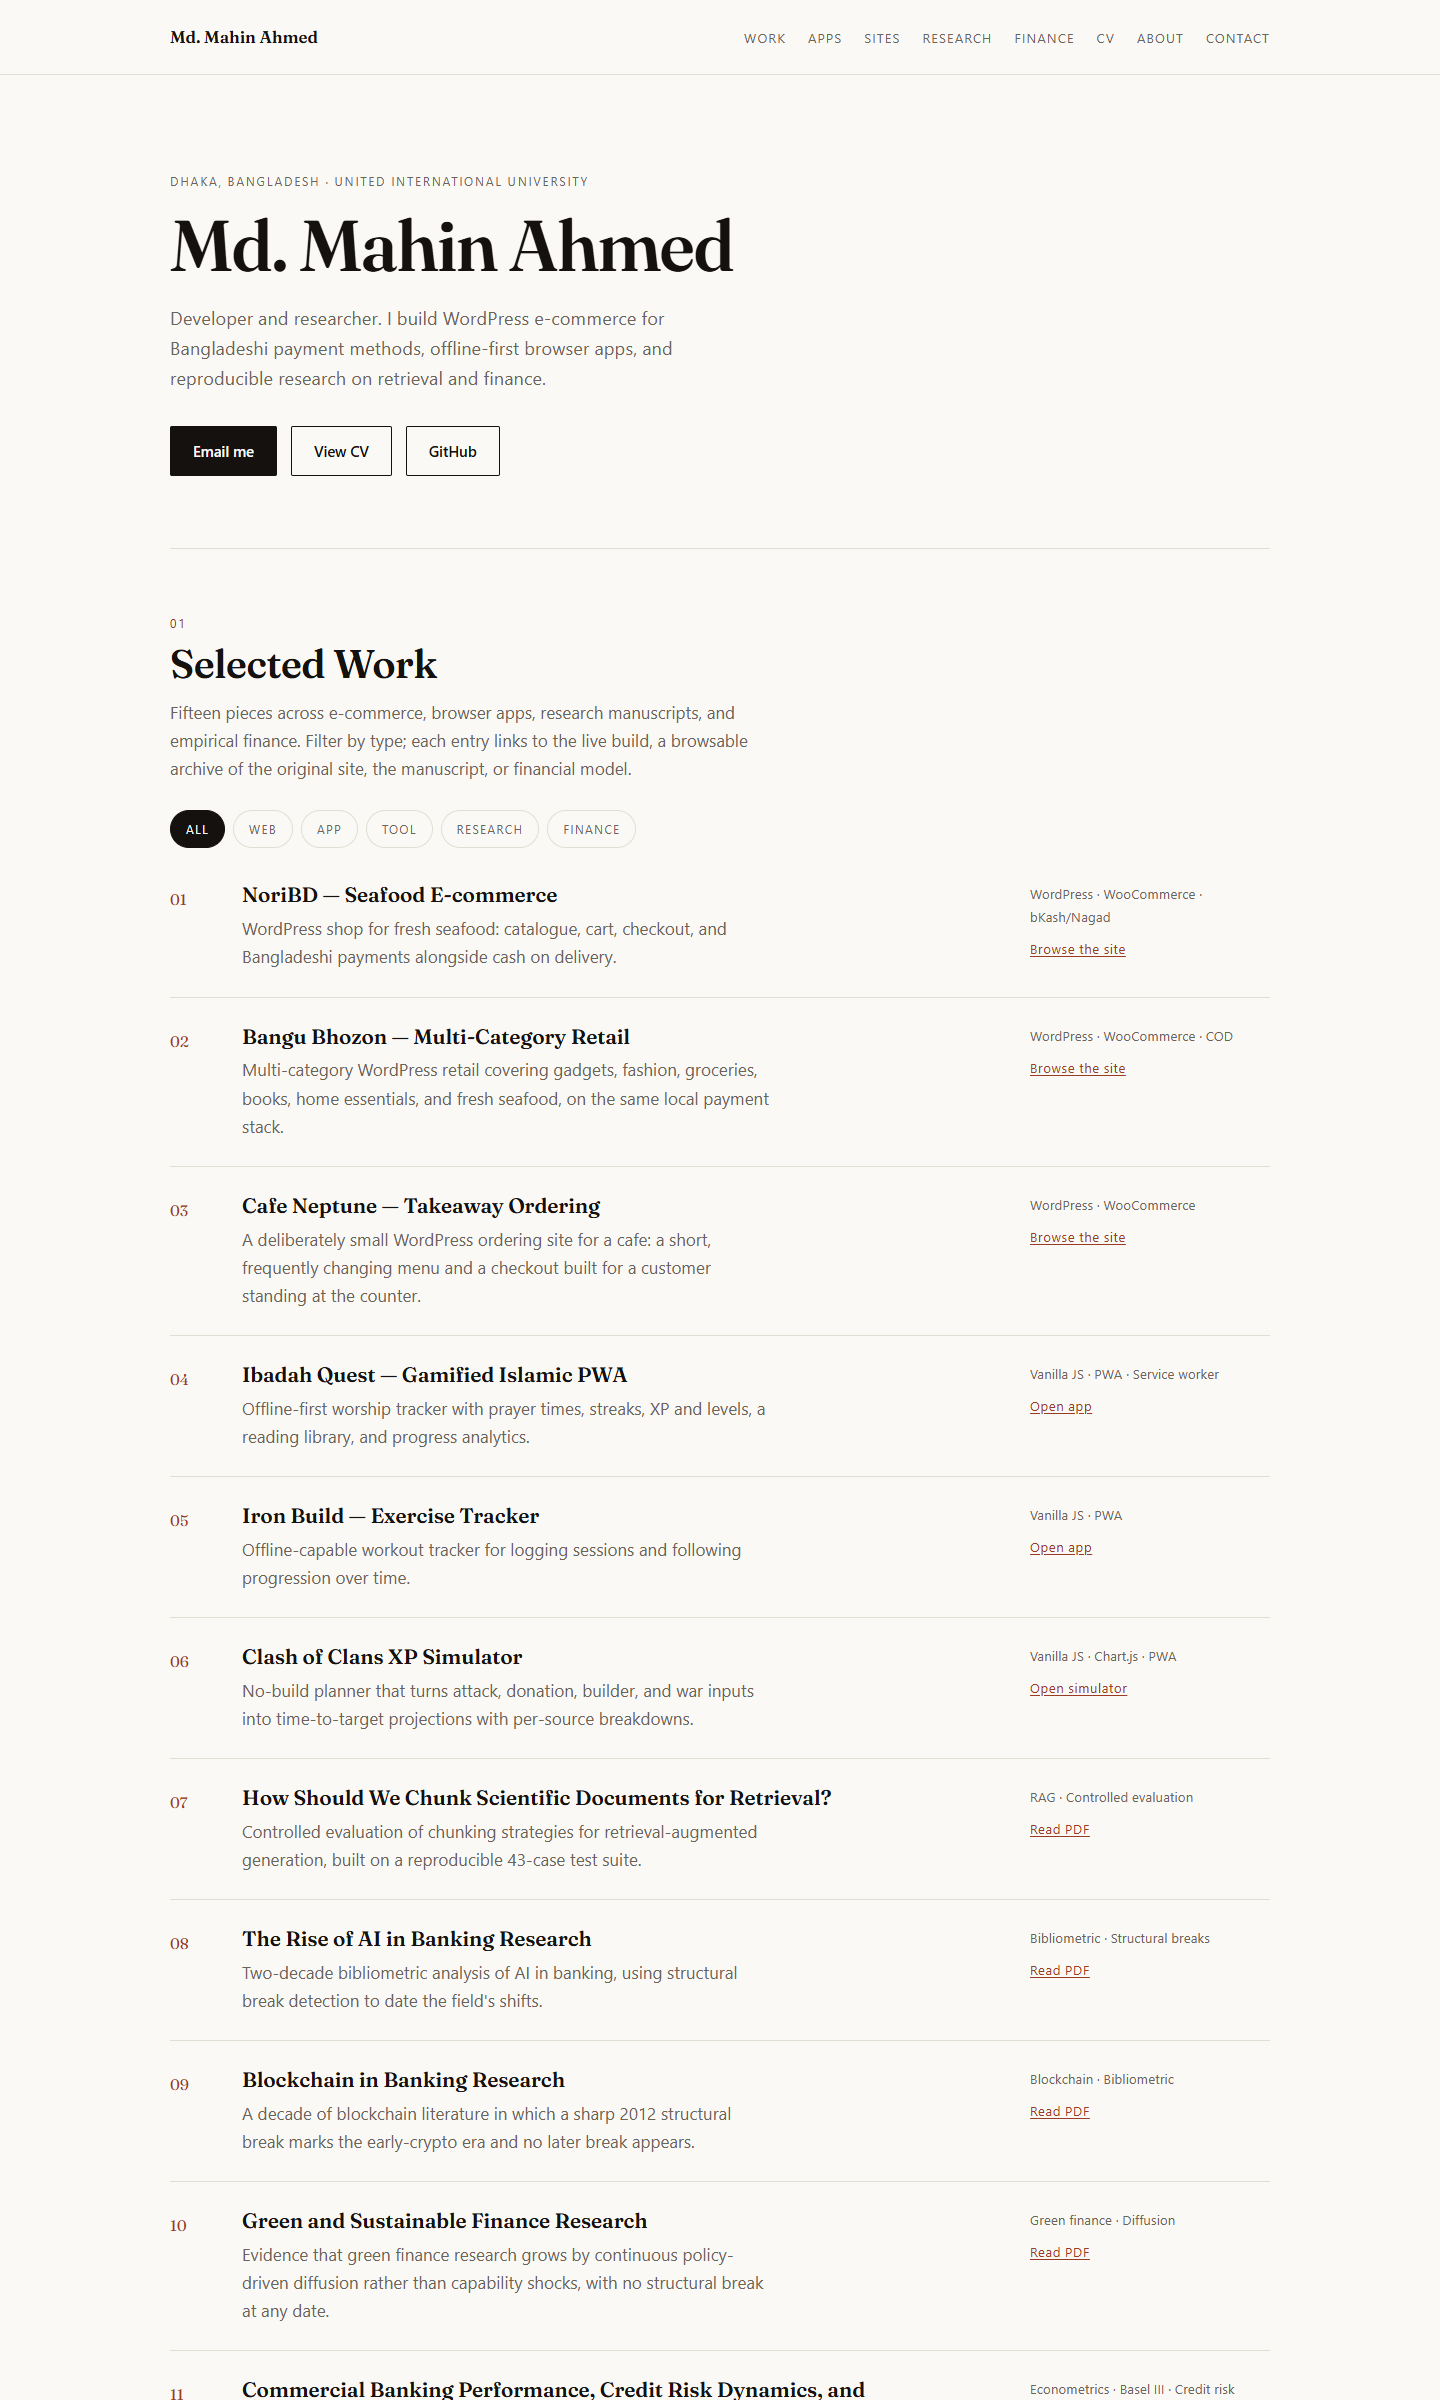 Md. Mahin Ahmed
WORK APPS SITES RESEARCH FINANCE CV ABOUT CONTACT
DHAKA, BANGLADESH · UNITED INTERNATIONAL UNIVERSITY
Md. Mahin Ahmed
Developer and researcher. I build WordPress e-commerce for
Bangladeshi payment methods, offline-first browser apps, and
reproducible research on retrieval and finance.
Email me View CV GitHub
01
Selected Work
Fifteen pieces across e-commerce, browser apps, research manuscripts, and
empirical finance. Filter by type; each entry links to the live build, a browsable
archive of the original site, the manuscript, or financial model.
ALL WEB APP TOOL RESEARCH FINANCE
01
NoriBD — Seafood E-commerce
WordPress shop for fresh seafood: catalogue, cart, checkout, and
Bangladeshi payments alongside cash on delivery.
WordPress · WooCommerce ·
bKash/Nagad
Browse the site
02
Bangu Bhozon — Multi-Category Retail
Multi-category WordPress retail covering gadgets, fashion, groceries,
books, home essentials, and fresh seafood, on the same local payment
stack.
WordPress · WooCommerce · COD
Browse the site
03
Cafe Neptune — Takeaway Ordering
A deliberately small WordPress ordering site for a cafe: a short,
frequently changing menu and a checkout built for a customer
standing at the counter.
WordPress · WooCommerce
Browse the site
04
Ibadah Quest — Gamified Islamic PWA
Offline-first worship tracker with prayer times, streaks, XP and levels, a
reading library, and progress analytics.
Vanilla JS · PWA · Service worker
Open app
05
Iron Build — Exercise Tracker
Offline-capable workout tracker for logging sessions and following
progression over time.
Vanilla JS · PWA
Open app
06
Clash of Clans XP Simulator
No-build planner that turns attack, donation, builder, and war inputs
into time-to-target projections with per-source breakdowns.
Vanilla JS · Chart.js · PWA
Open simulator
07
How Should We Chunk Scientific Documents for Retrieval?
Controlled evaluation of chunking strategies for retrieval-augmented
generation, built on a reproducible 43-case test suite.
RAG · Controlled evaluation
Read PDF
08
The Rise of AI in Banking Research
Two-decade bibliometric analysis of AI in banking, using structural
break detection to date the field's shifts.
Bibliometric · Structural breaks
Read PDF
09
Blockchain in Banking Research
A decade of blockchain literature in which a sharp 2012 structural
break marks the early-crypto era and no later break appears.
Blockchain · Bibliometric
Read PDF
10
Green and Sustainable Finance Research
Evidence that green finance research grows by continuous policy-
driven diffusion rather than capability shocks, with no structural break
at any date.
Green finance · Diffusion
Read PDF
11
Commercial Banking Performance, Credit Risk Dynamics, and
Econometrics · Basel III · Credit risk